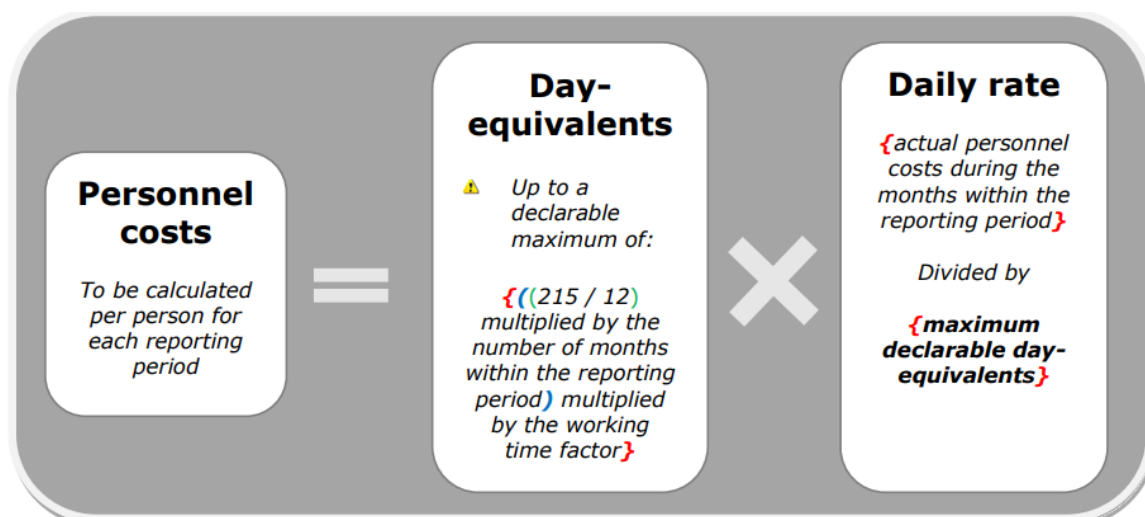 Personnel
costs
To be calculated
per person for
each reporting
period
=
Day-
equivalents
Up to a
declarable
maximum of:
{((215 / 12)
multiplied by the
number of months
within the reporting
period) multiplied
by the working
time factor}
×
Daily rate
{actual personnel
costs during the
months within the
reporting period}
Divided by
{maximum
declarable day-
equivalents}